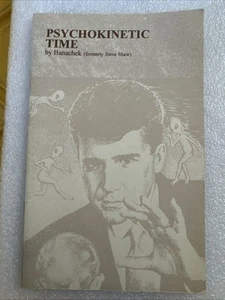 PSYCHOKINETIC
TIME
by Banachek (formerly Steve Shaw)